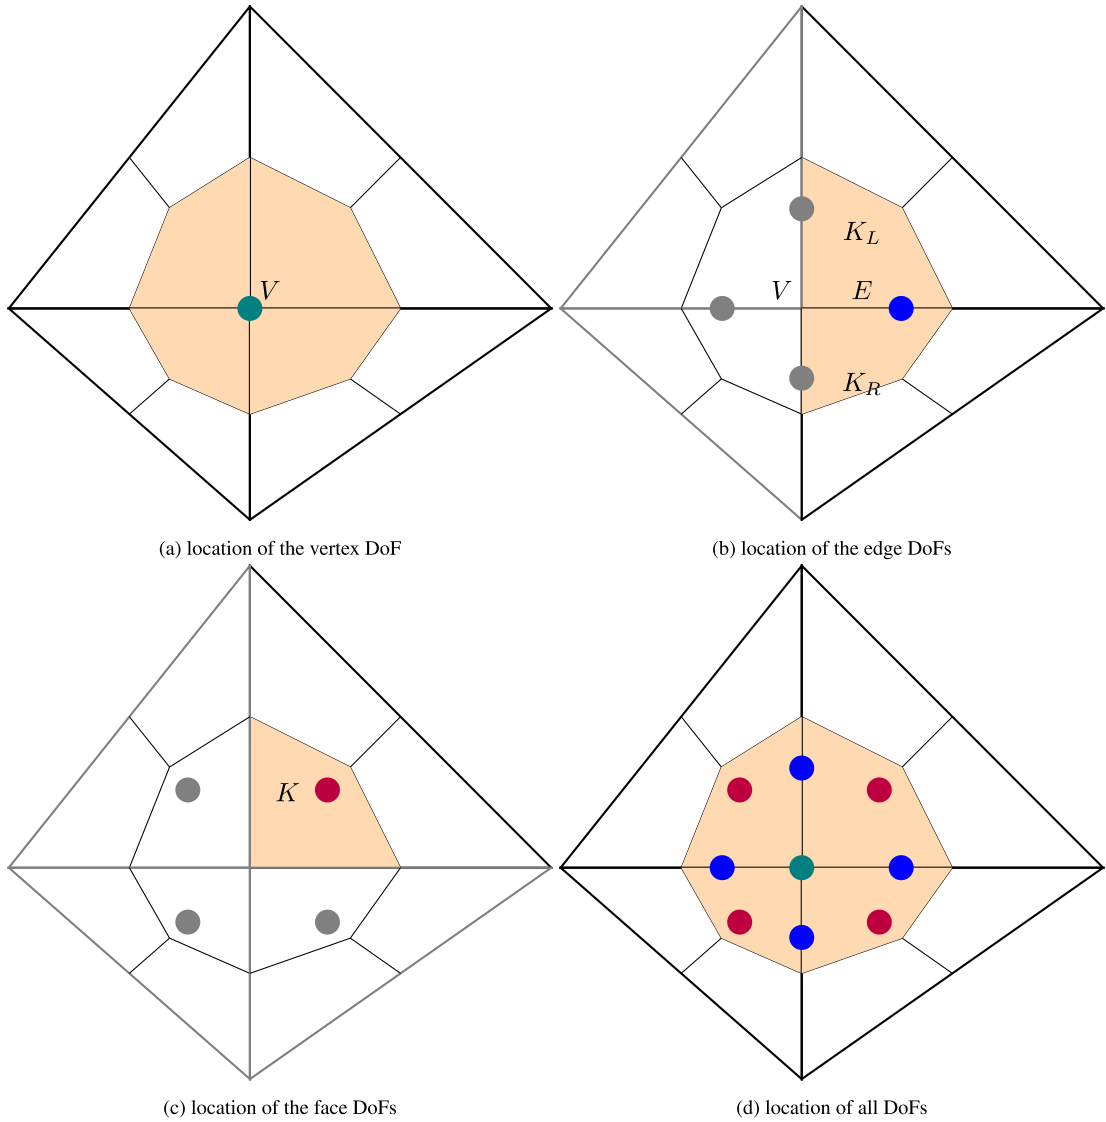 V
K_L
V
E
K_R
(a) location of the vertex DoF
(b) location of the edge DoFs
K
(c) location of the face DoFs
(d) location of all DoFs